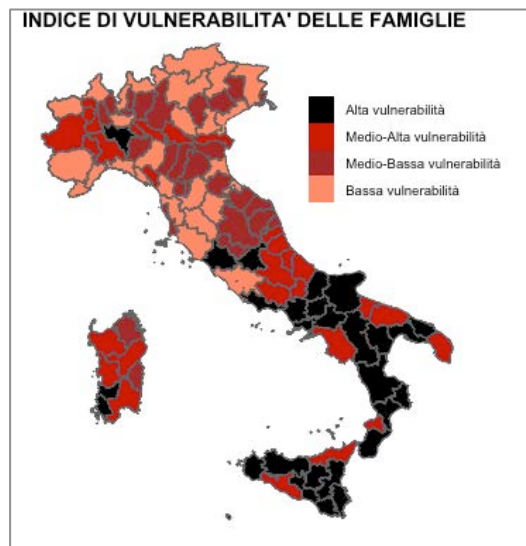 INDICE DI VULNERABILITA' DELLE FAMIGLIE
Alta vulnerabilità
Medio-Alta vulnerabilità
Medio-Bassa vulnerabilità
Bassa vulnerabilità